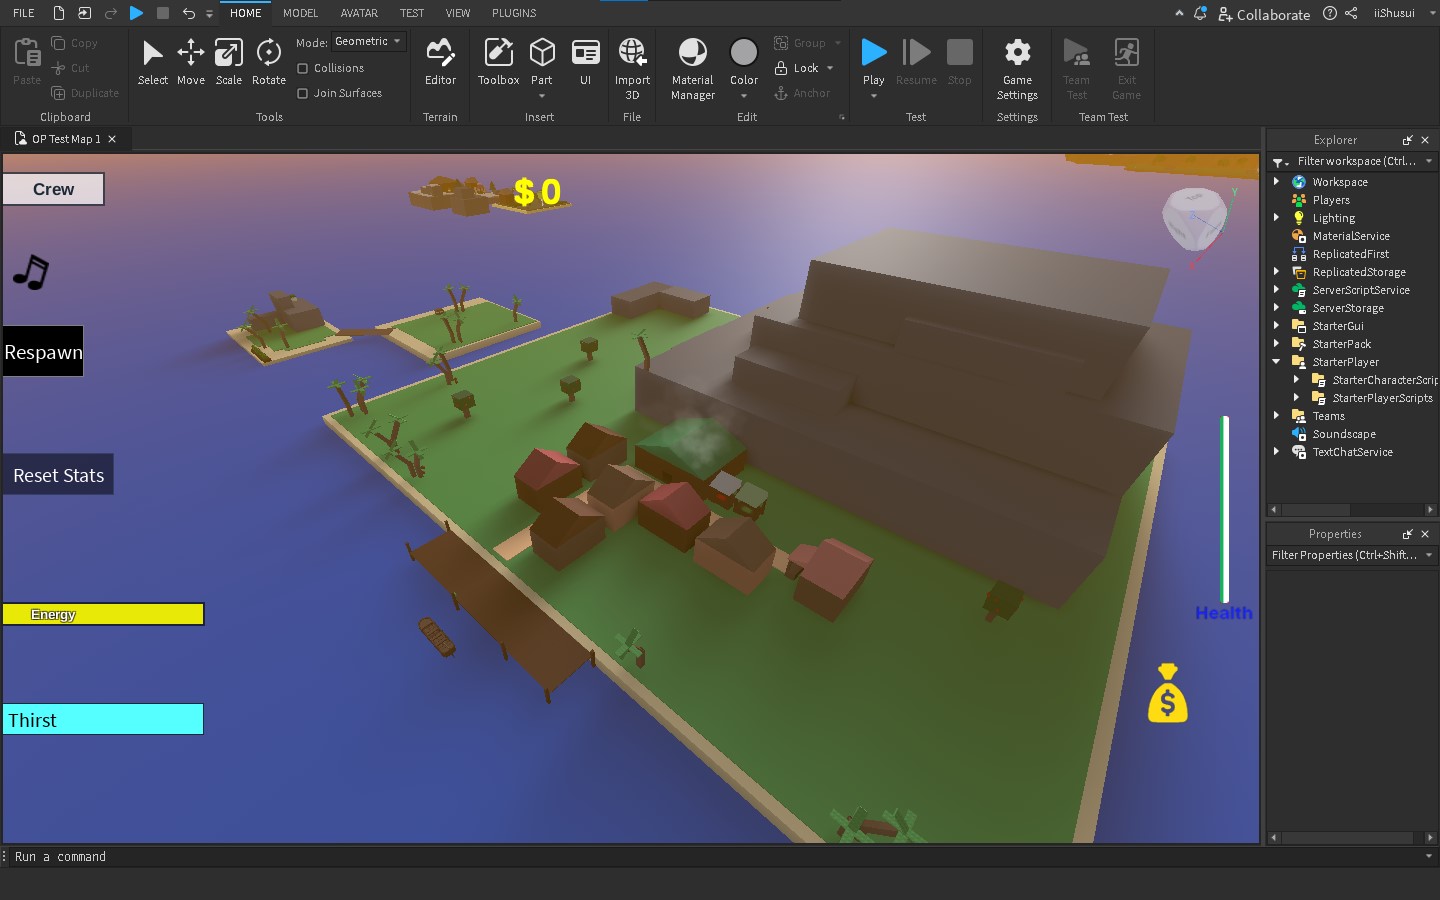 FILE HOME MODEL AVATAR TEST VIEW PLUGINS Collaborate iiShusui
Paste Copy Cut Duplicate Clipboard
Select Move Scale Rotate Mode: Geometric Collisions Join Surfaces Tools
Editor Terrain
Toolbox Part UI Insert
Import 3D File
Material Manager Color Group Lock Anchor Edit
Play Resume Stop Test
Game Settings Settings
Team Test Exit Game Team Test
OP Test Map 1
Crew
$0
Respawn
Reset Stats
Energy
Thirst
Health
$
Y
Explorer
Filter workspace (Ctrl...
Workspace
Players
Lighting
MaterialService
ReplicatedFirst
ReplicatedStorage
ServerScriptService
ServerStorage
StarterGui
StarterPack
StarterPlayer
StarterCharacterScrip
StarterPlayerScripts
Teams
Soundscape
TextChatService
Properties
Filter Properties (Ctrl+Shift...
Run a command